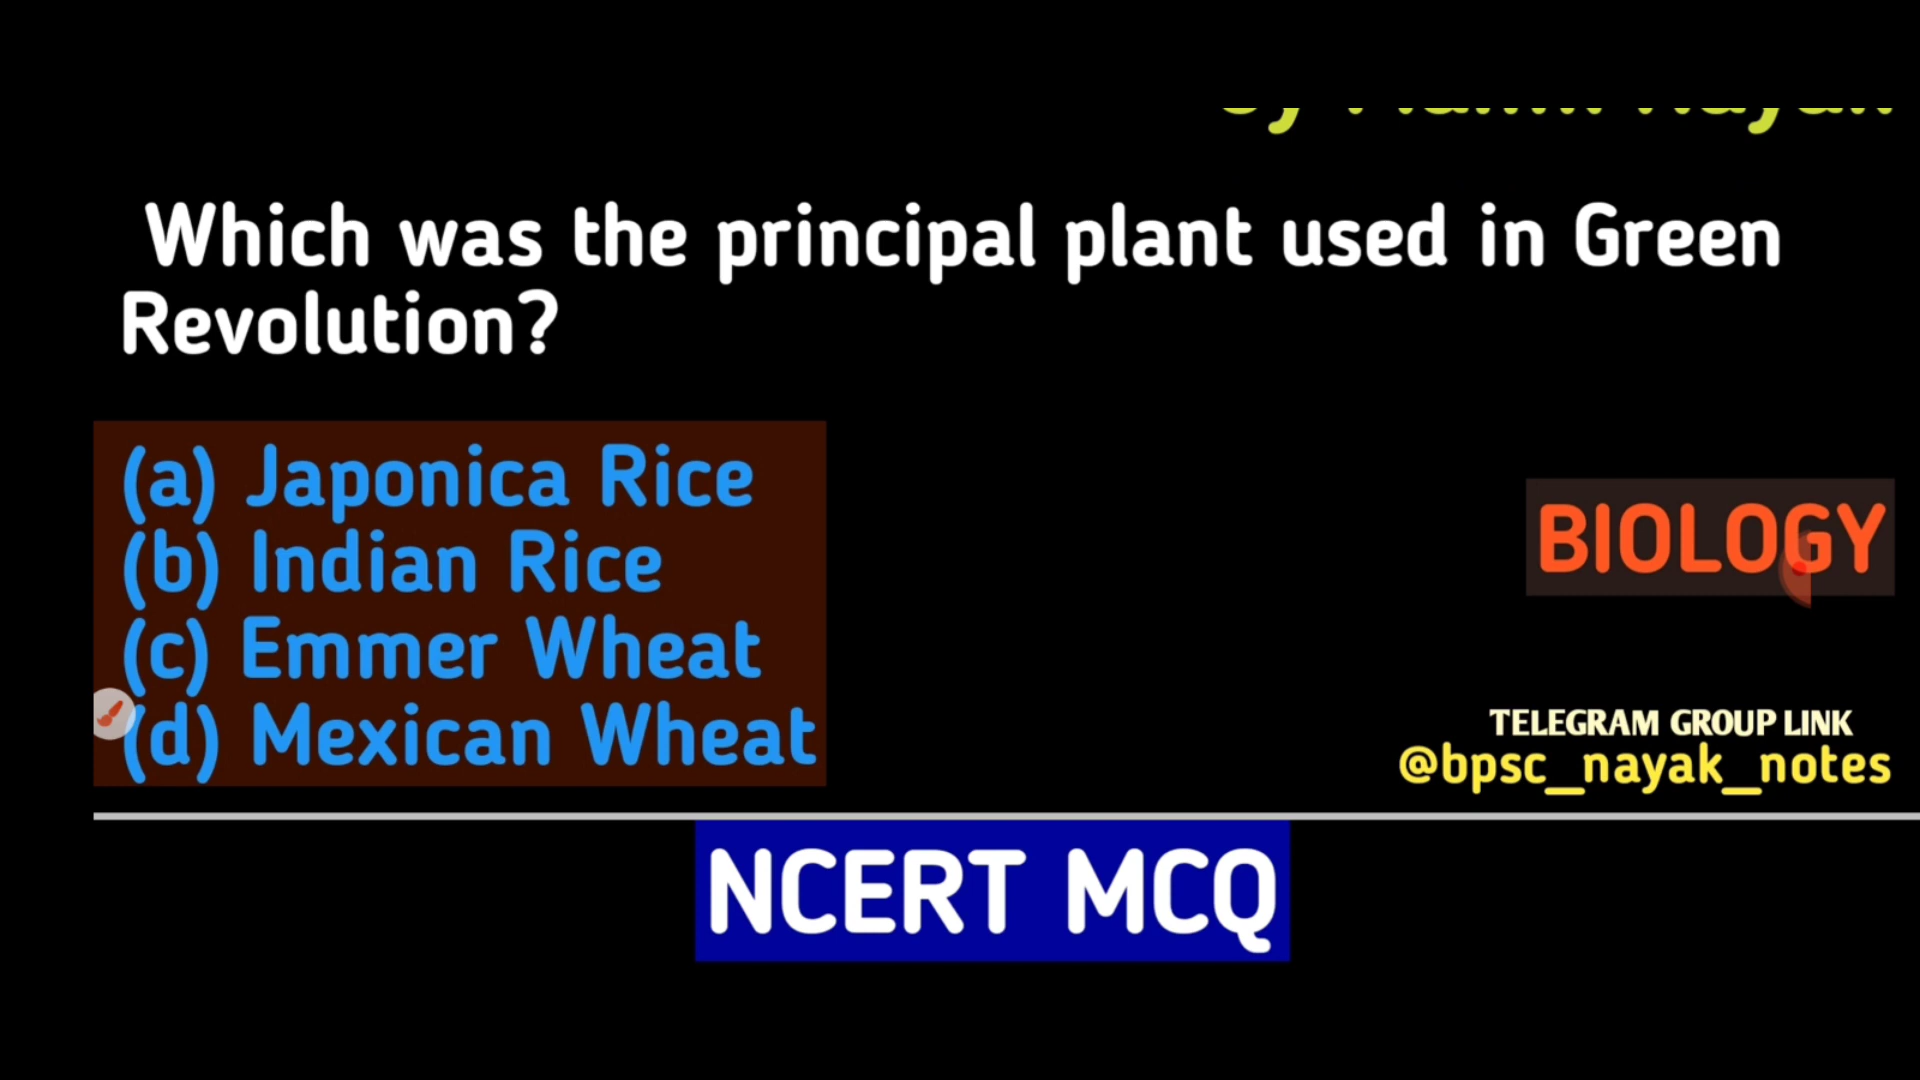 Which was the principal plant used in Green
Revolution?
(a) Japonica Rice
(b) Indian Rice
(c) Emmer Wheat
(d) Mexican Wheat
BIOLOGY
TELEGRAM GROUP LINK
@bpsc_nayak_notes
NCERT MCQ